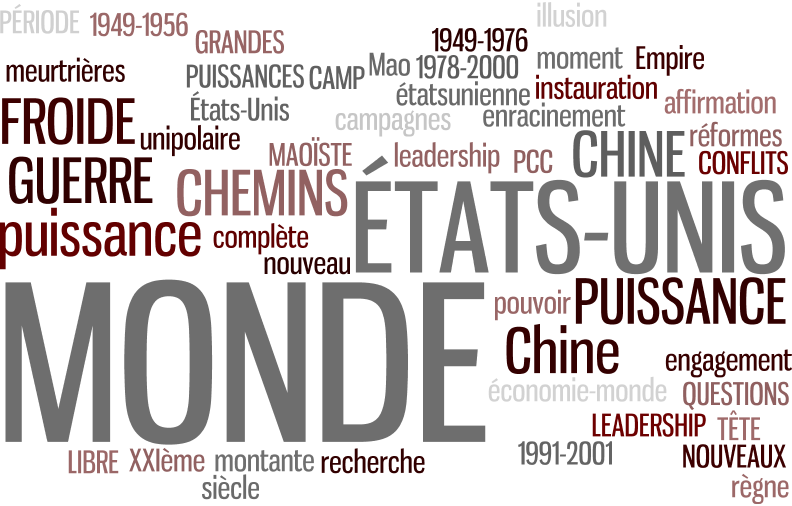 PÉRIODE 1949-1956 illusion
GRANDES 1949-1976
meurtrières PUISSANCES CAMP Mao 1978-2000 moment Empire
États-Unis étatsunienne instauration
FROIDE unipolaire campagnes enracinement affirmation
MAOÏSTE leadership PCC CHINE réformes
GUERRE CHEMINS CONFLITS
puissance complète ÉTATS-UNIS
nouveau
MONDE pouvoir PUISSANCE
Chine engagement
économie-monde QUESTIONS
LEADERSHIP TÊTE
LIBRE XXIème montante recherche 1991-2001 NOUVEAUX
siècle règne